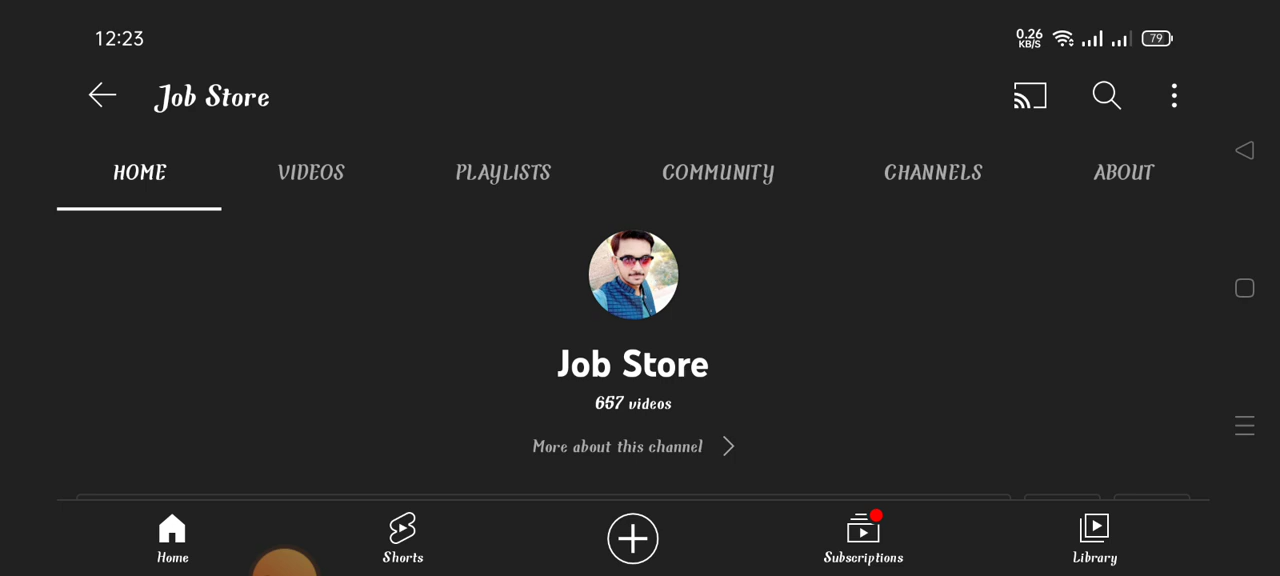 12:23
0.26
KB/S
79
Job Store
HOME
VIDEOS
PLAYLISTS
COMMUNITY
CHANNELS
ABOUT
Job Store
657 videos
More about this channel
Home
Shorts
Subscriptions
Library